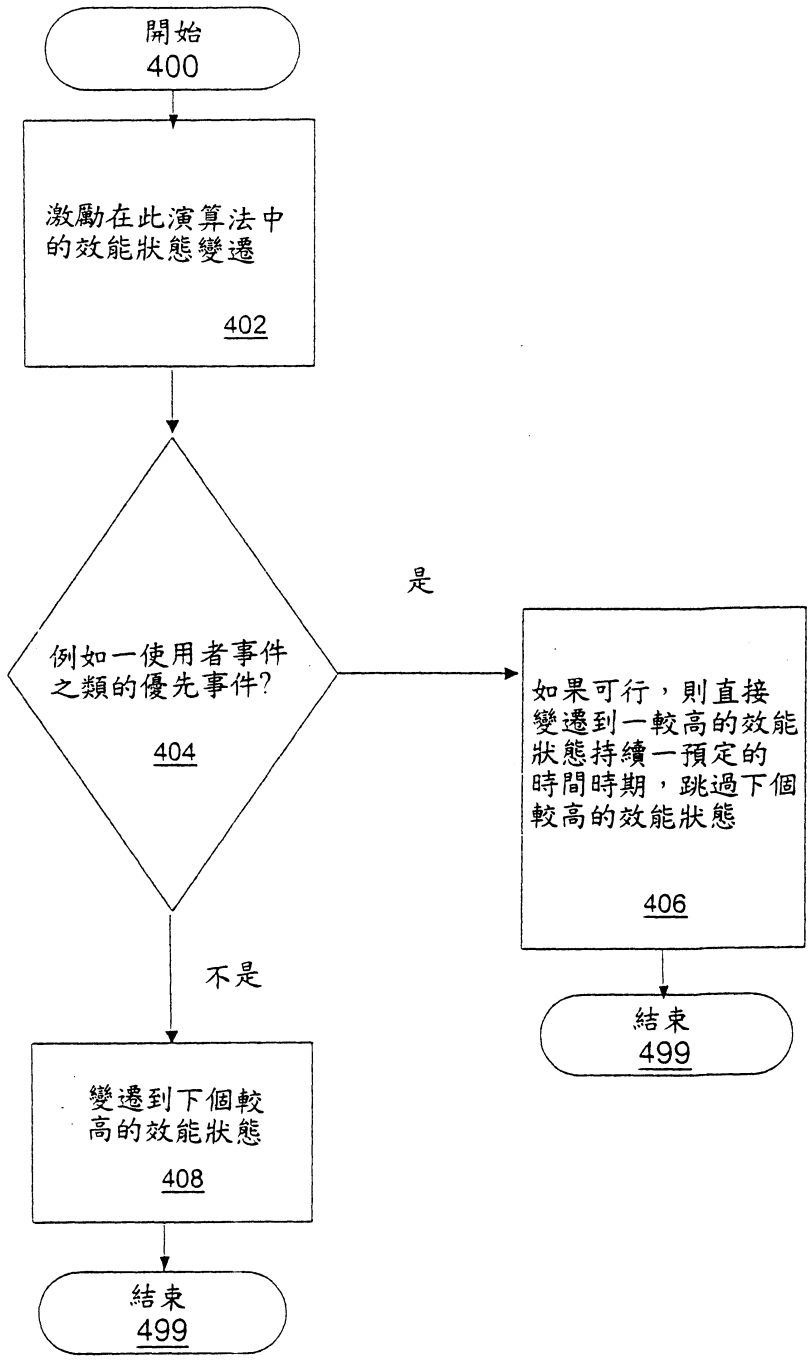 開始
400
激勵在此演算法中
的效能狀態變遷
402
例如一使用者事件
之類的優先事件?
404
是
如果可行，則直接
變遷到一較高的效能
狀態持續一預定的
時間時期，跳過下個
較高的效能狀態
406
結束
499
不是
變遷到下個較
高的效能狀態
408
結束
499